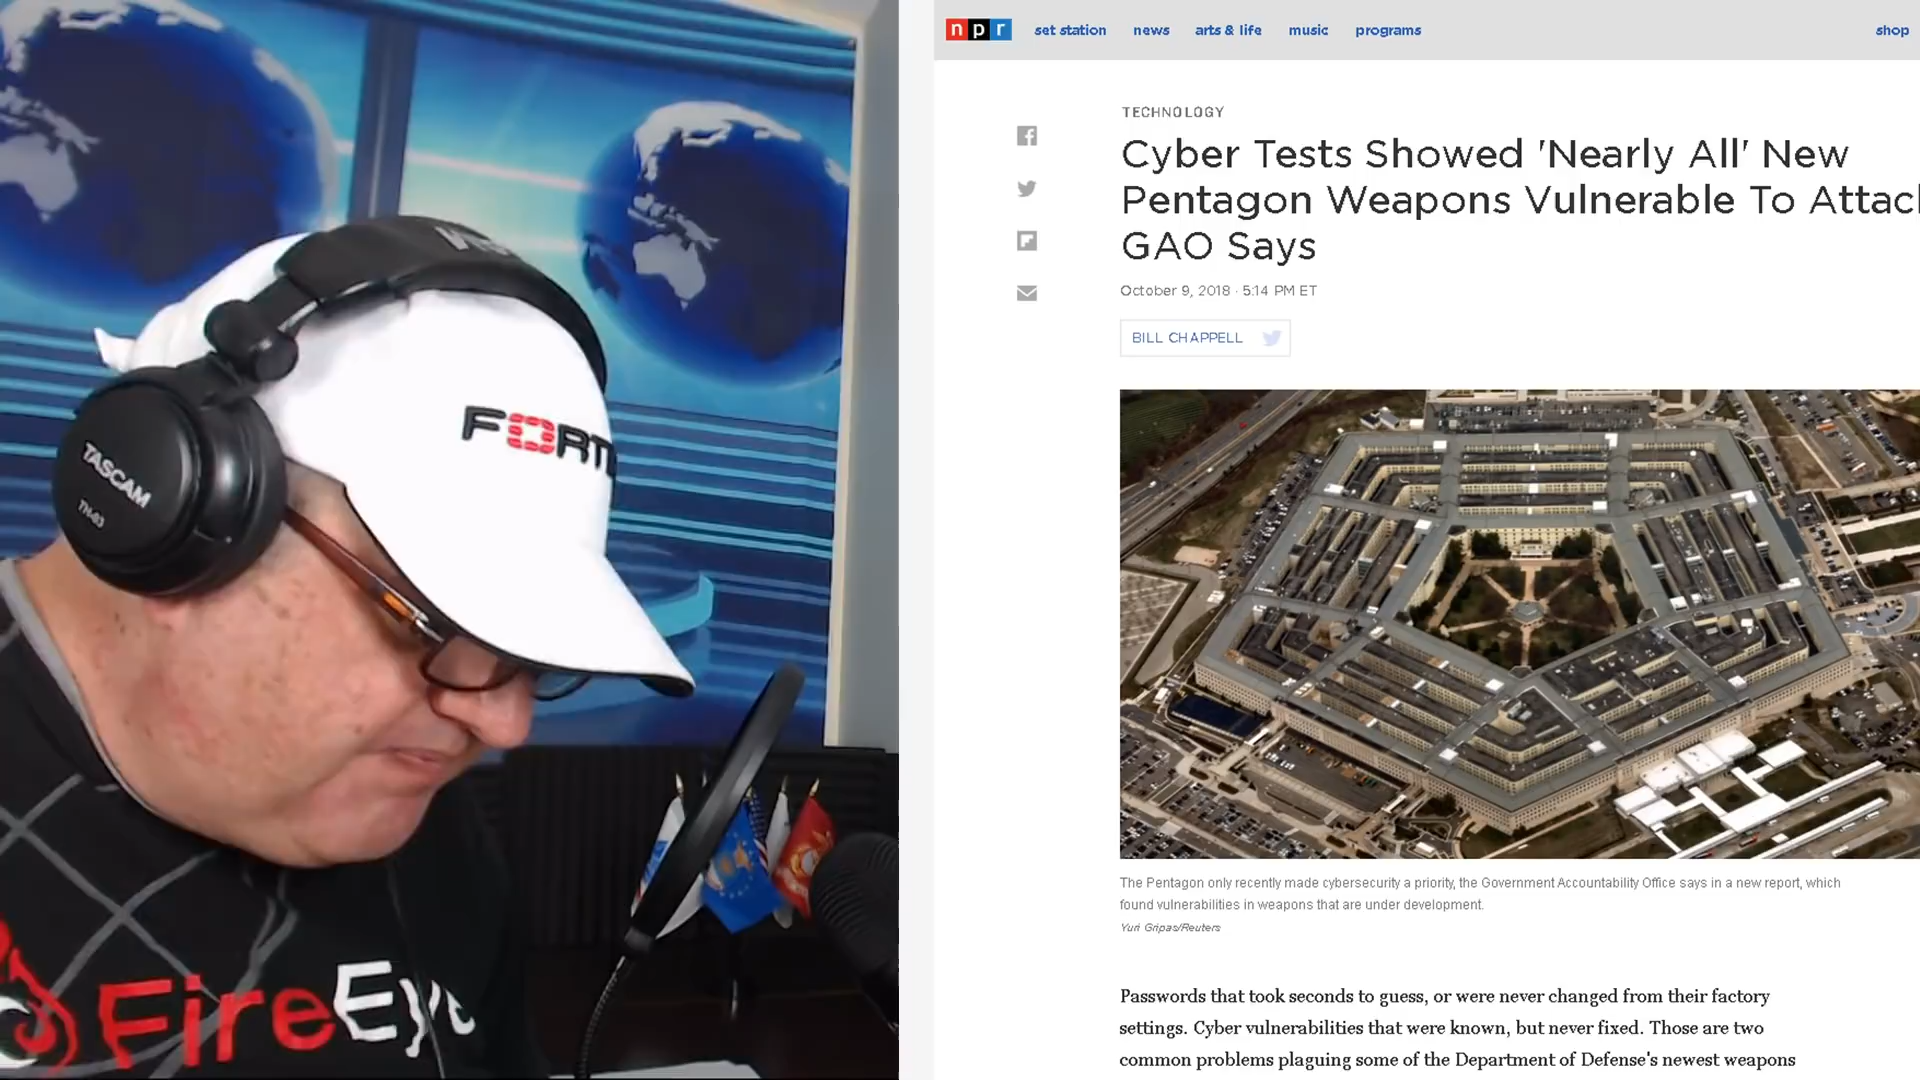 TASCAM
TH-03
FORTI
FireEye
npr
set station
news
arts & life
music
programs
shop
TECHNOLOGY
Cyber Tests Showed 'Nearly All' New
Pentagon Weapons Vulnerable To Attac
GAO Says
October 9, 2018 · 5:14 PM ET
BILL CHAPPELL
The Pentagon only recently made cybersecurity a priority, the Government Accountability Office says in a new report, which
found vulnerabilities in weapons that are under development.
Yuri Gripas/Reuters
Passwords that took seconds to guess, or were never changed from their factory
settings. Cyber vulnerabilities that were known, but never fixed. Those are two
common problems plaguing some of the Department of Defense's newest weapons